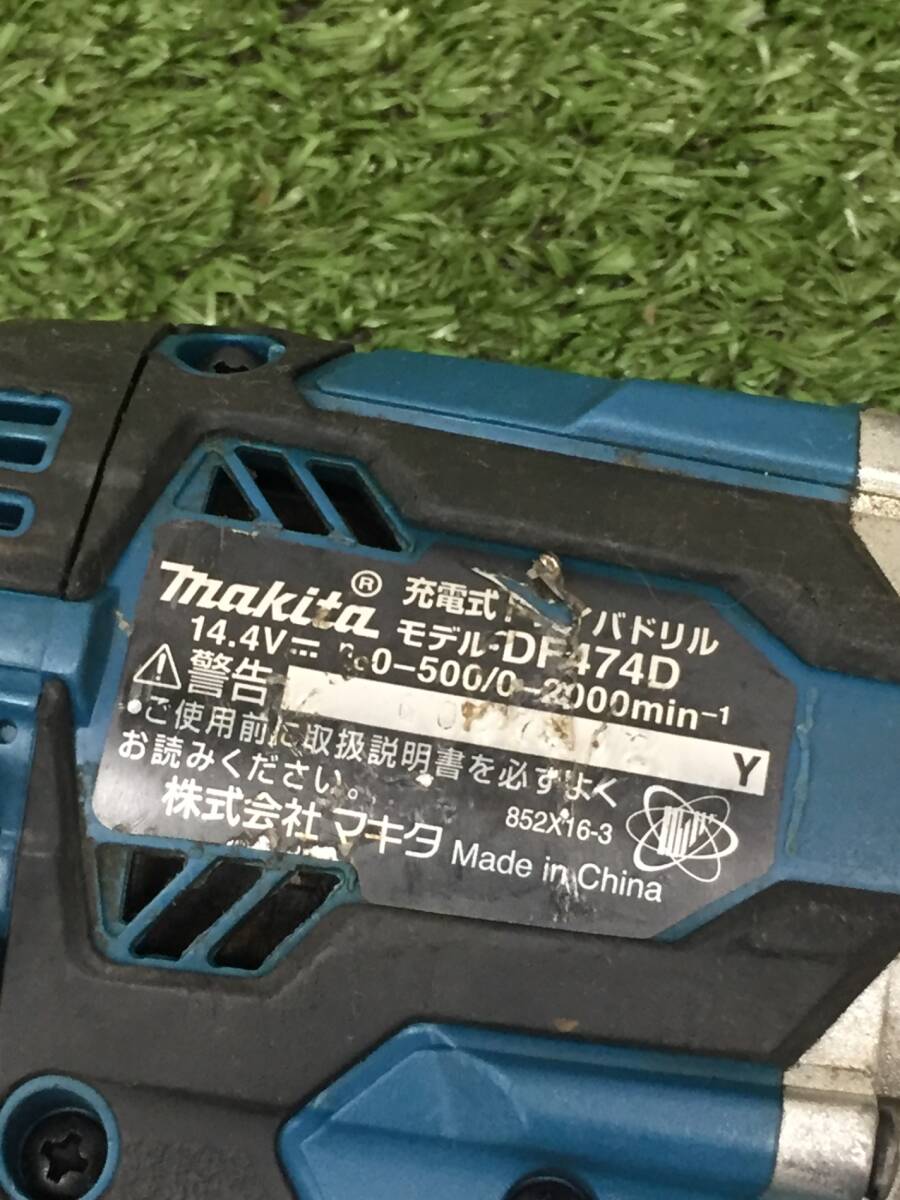 makita® 充電式 バドリル
モデル DF474D
14.4V⎓ n₀0-500/0-2000min⁻¹
⚠警告
Y
•ご使用前に取扱説明書を必ずよく
お読みください。
852X16-3
株式会社マキタ Made in China